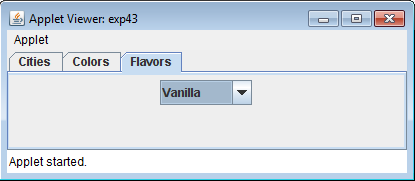 Applet Viewer: exp43
Applet
Cities Colors Flavors
Vanilla
Applet started.